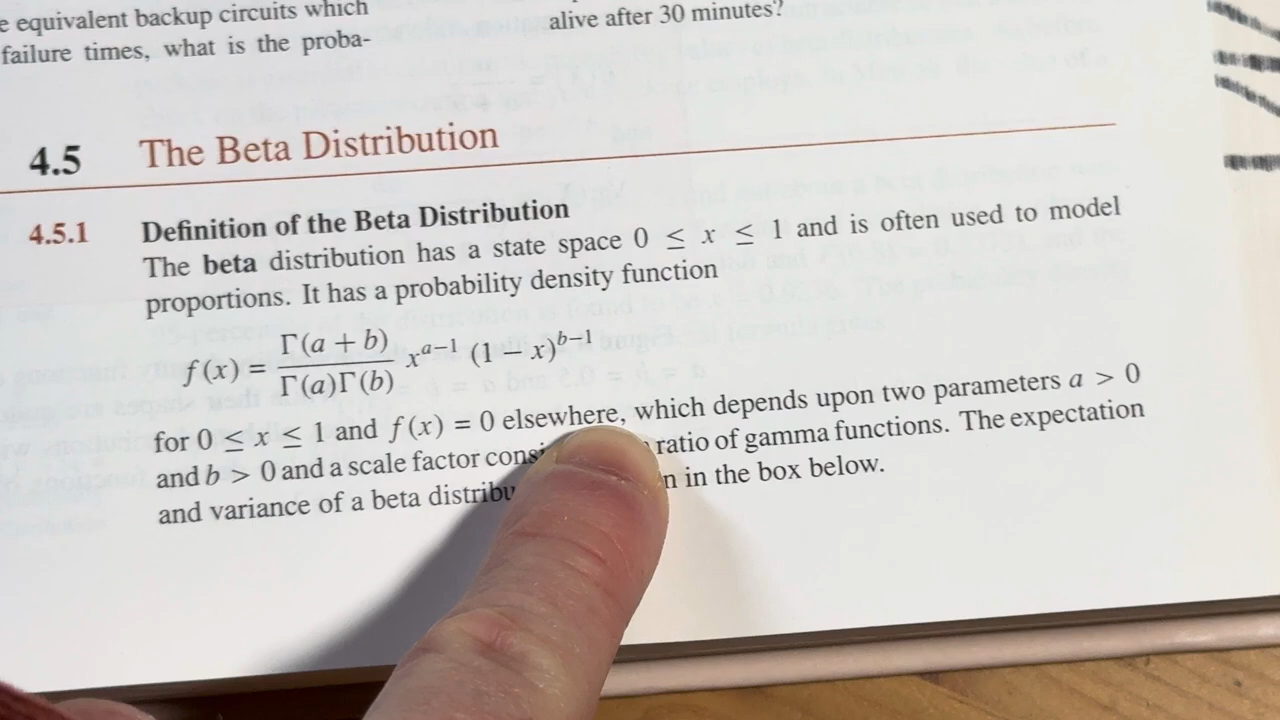 e equivalent backup circuits which
failure times, what is the proba-
alive after 30 minutes?
4.5 The Beta Distribution
4.5.1 Definition of the Beta Distribution
The beta distribution has a state space 0 ≤ x ≤ 1 and is often used to model
proportions. It has a probability density function
f(x) = Γ(a + b) / Γ(a)Γ(b) x^{a−1} (1 − x)^{b−1}
for 0 ≤ x ≤ 1 and f(x) = 0 elsewhere, which depends upon two parameters a > 0
and b > 0 and a scale factor ratio of gamma functions. The expectation
and variance of a beta in the box below.